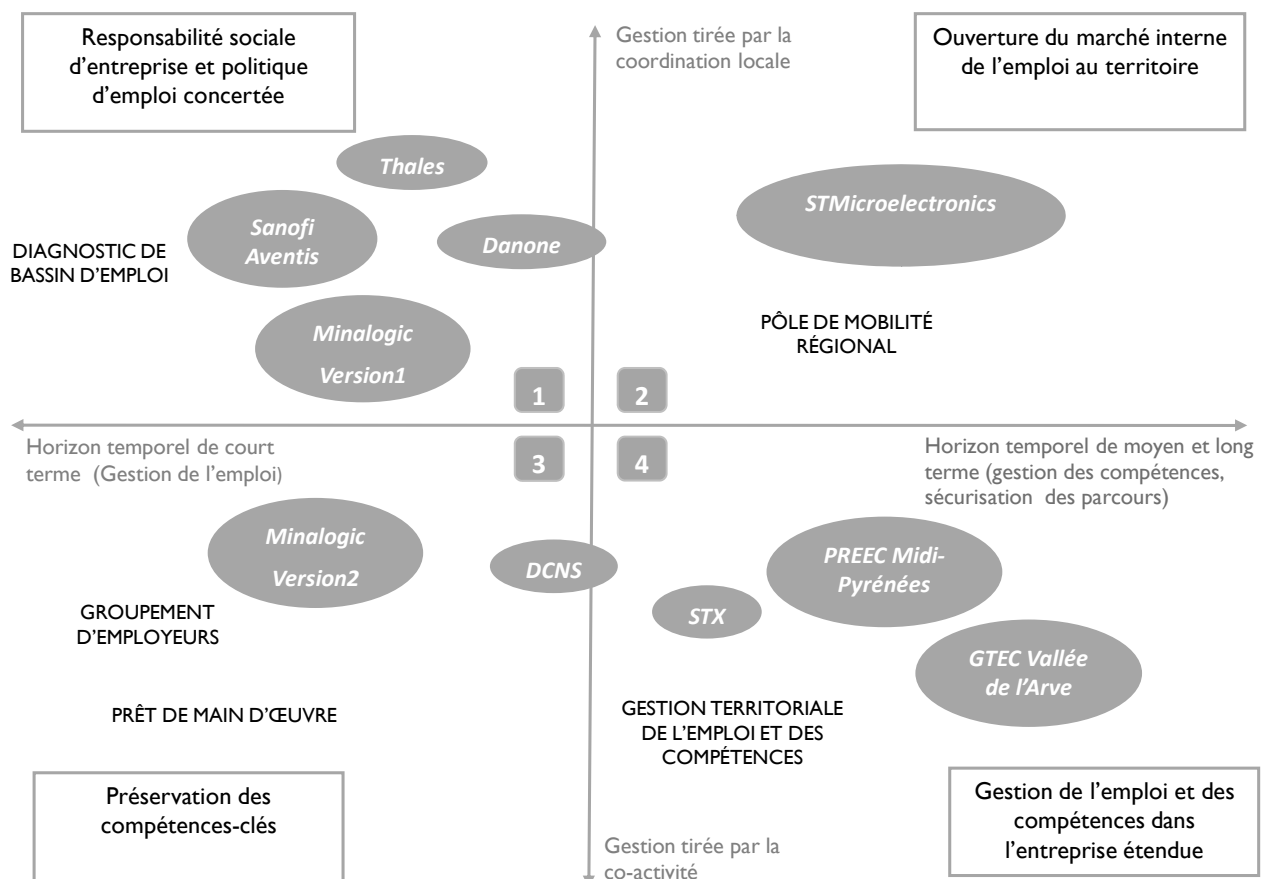 Responsabilité sociale
d'entreprise et politique
d'emploi concertée
Gestion tirée par la
coordination locale
Ouverture du marché interne
de l'emploi au territoire
Thales
STMicroelectronics
Sanofi
Aventis
Danone
DIAGNOSTIC DE
BASSIN D'EMPLOI
Minalogic
Version1
PÔLE DE MOBILITÉ
RÉGIONAL
1
2
Horizon temporel de court
terme (Gestion de l'emploi)
3
4
Horizon temporel de moyen et long
terme (gestion des compétences,
sécurisation des parcours)
Minalogic
Version2
DCNS
PREEC Midi-
Pyrénées
STX
GROUPEMENT
D'EMPLOYEURS
GTEC Vallée
de l'Arve
PRÊT DE MAIN D'ŒUVRE
GESTION TERRITORIALE
DE L'EMPLOI ET DES
COMPÉTENCES
Préservation des
compétences-clés
Gestion de l'emploi et des
compétences dans
l'entreprise étendue
Gestion tirée par la
co-activité